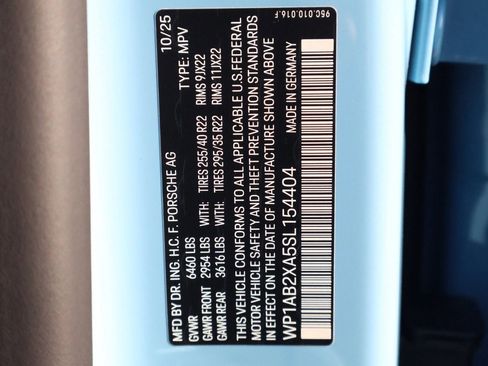 95C.010.016.F
MFD BY DR. ING. H.C. F. PORSCHE AG 10/25
GVWR 6460 LBS TYPE: MPV
GAWR FRONT 2954 LBS WITH: TIRES 255/40 R22 RIMS 9JX22
GAWR REAR 3616 LBS WITH: TIRES 295/35 R22 RIMS 11JX22
THIS VEHICLE CONFORMS TO ALL APPLICABLE U.S. FEDERAL
MOTOR VEHICLE SAFETY AND THEFT PREVENTION STANDARDS
IN EFFECT ON THE DATE OF MANUFACTURE SHOWN ABOVE
WP1AB2XA5SL154404 MADE IN GERMANY